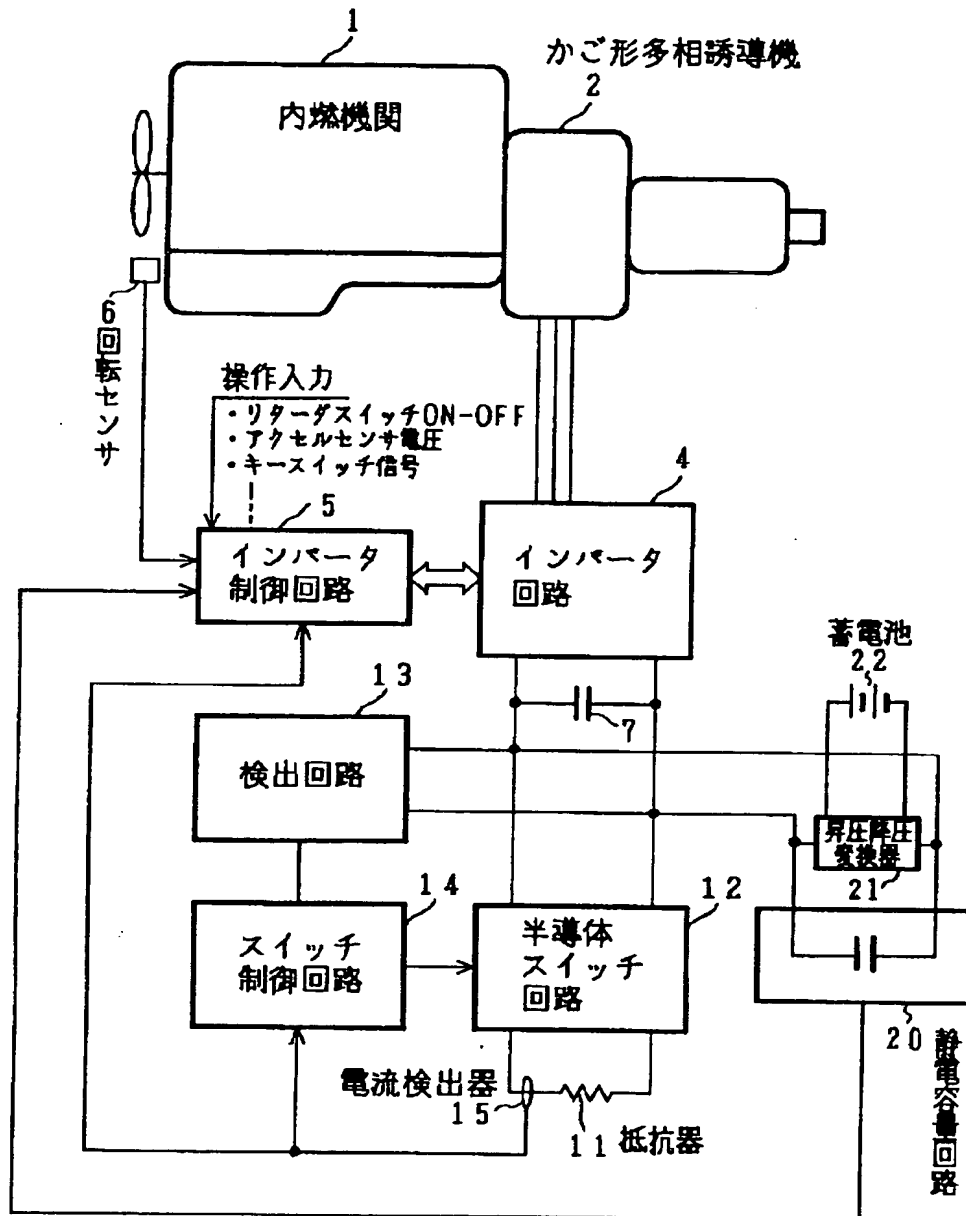 1
かご形多相誘導機
2
内燃機関
6回転センサ
操作入力
・リターダスイッチON-OFF
・アクセルセンサ電圧
・キースイッチ信号
5
インバータ
制御回路
4
インバータ
回路
蓄電池
22
7
13
検出回路
昇圧降圧
変換器
21
14
スイッチ
制御回路
12
半導体
スイッチ
回路
20 静電容量回路
電流検出器
15
11 抵抗器